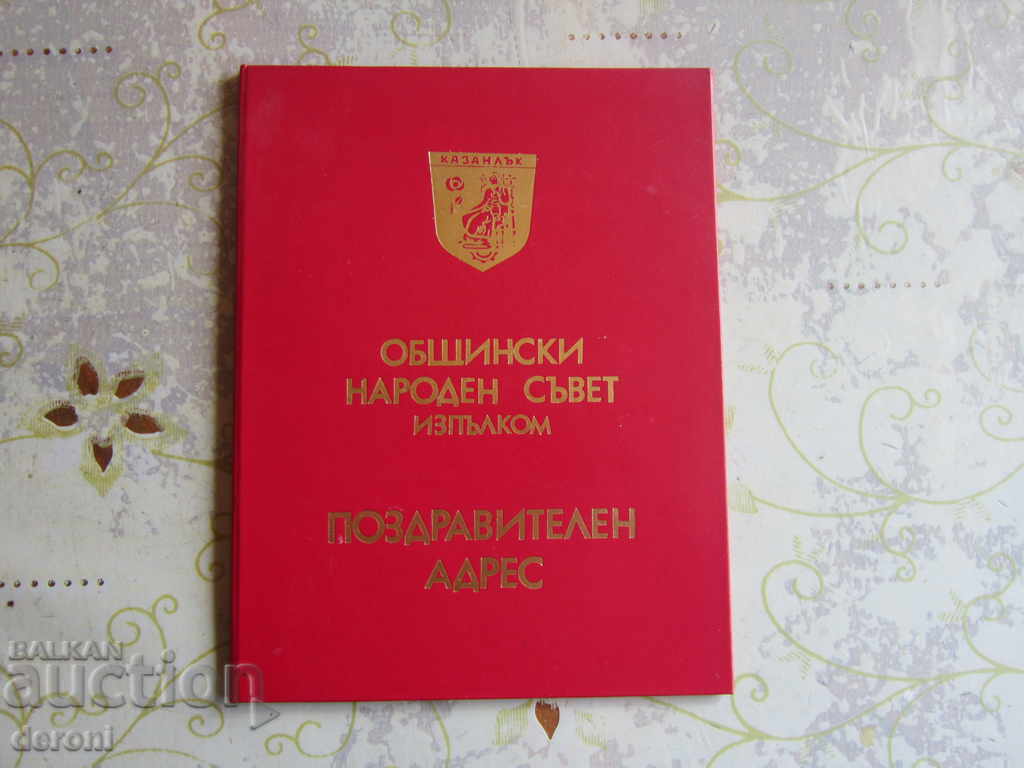 КАЗАНЛЪК
ОБЩИНСКИ
НАРОДЕН СЪВЕТ
ИЗПЪЛКОМ
ПОЗДРАВИТЕЛЕН
АДРЕС
BALKAN
auction
deroni